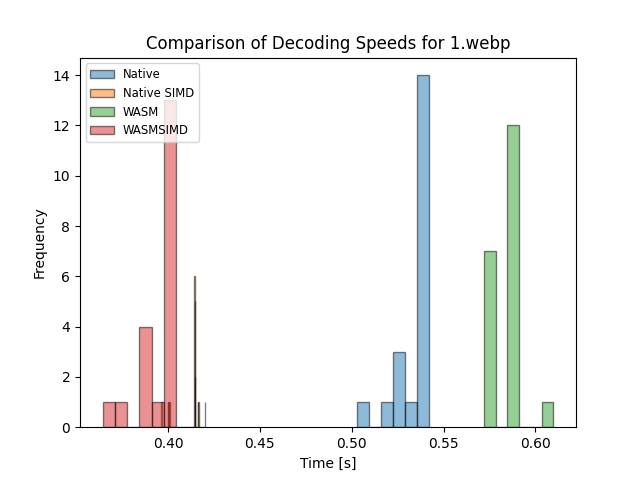 Comparison of Decoding Speeds for 1.webp
Native
Native SIMD
WASM
WASMSIMD
Frequency
14
12
10
8
6
4
2
0
0.40
0.45
0.50
0.55
0.60
Time [s]